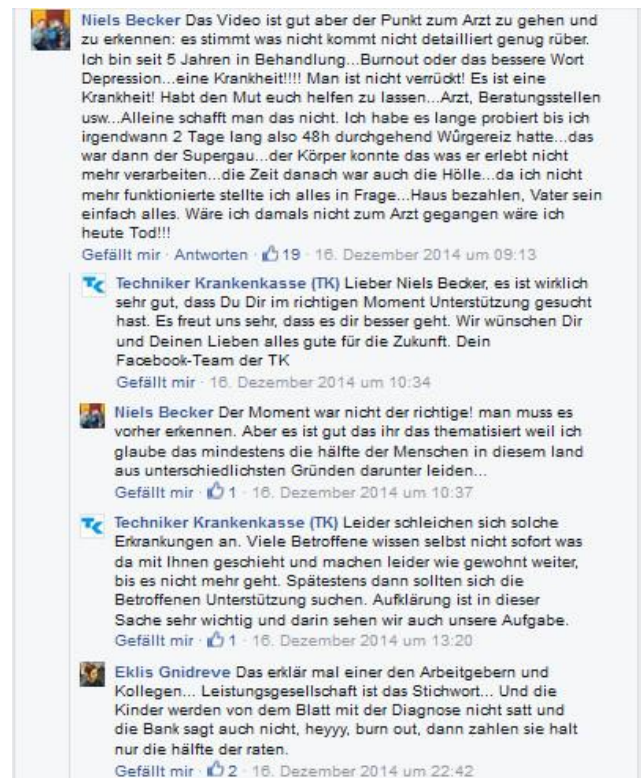 Niels Becker Das Video ist gut aber der Punkt zum Arzt zu gehen und
zu erkennen: es stimmt was nicht kommt nicht detailliert genug rüber.
Ich bin seit 5 Jahren in Behandlung...Burnout oder das bessere Wort
Depression...eine Krankheit!!!! Man ist nicht verrückt! Es ist eine
Krankheit! Habt den Mut euch helfen zu lassen...Arzt, Beratungsstellen
usw...Alleine schafft man das nicht. Ich habe es lange probiert bis ich
irgendwann 2 Tage lang also 48h durchgehend Würgereiz hatte...das
war dann der Supergau...der Körper konnte das was er erlebt nicht
mehr verarbeiten...die Zeit danach war auch die Hölle...da ich nicht
mehr funktionierte stellte ich alles in Frage...Haus bezahlen, Vater sein
einfach alles. Wäre ich damals nicht zum Arzt gegangen wäre ich
heute Tod!!!
Gefällt mir · Antworten · 19 · 16. Dezember 2014 um 09:13
TK Techniker Krankenkasse (TK) Lieber Niels Becker, es ist wirklich
sehr gut, dass Du Dir im richtigen Moment Unterstützung gesucht
hast. Es freut uns sehr, dass es dir besser geht. Wir wünschen Dir
und Deinen Lieben alles gute für die Zukunft. Dein
Facebook-Team der TK
Gefällt mir · 16. Dezember 2014 um 10:34
Niels Becker Der Moment war nicht der richtige! man muss es
vorher erkennen. Aber es ist gut das ihr das thematisiert weil ich
glaube das mindestens die hälfte der Menschen in diesem land
aus unterschiedlichsten Gründen darunter leiden...
Gefällt mir · 1 · 16. Dezember 2014 um 10:37
TK Techniker Krankenkasse (TK) Leider schleichen sich solche
Erkrankungen an. Viele Betroffene wissen selbst nicht sofort was
da mit Ihnen geschieht und machen leider wie gewohnt weiter,
bis es nicht mehr geht. Spätestens dann sollten sich die
Betroffenen Unterstützung suchen. Aufklärung ist in dieser
Sache sehr wichtig und darin sehen wir auch unsere Aufgabe.
Gefällt mir · 1 · 16. Dezember 2014 um 13:20
Eklis Gnidreve Das erklär mal einer den Arbeitgebern und
Kollegen... Leistungsgesellschaft ist das Stichwort... Und die
Kinder werden von dem Blatt mit der Diagnose nicht satt und
die Bank sagt auch nicht, heyyy, burn out, dann zahlen sie halt
nur die hälfte der raten.
Gefällt mir · 2 · 16. Dezember 2014 um 22:42